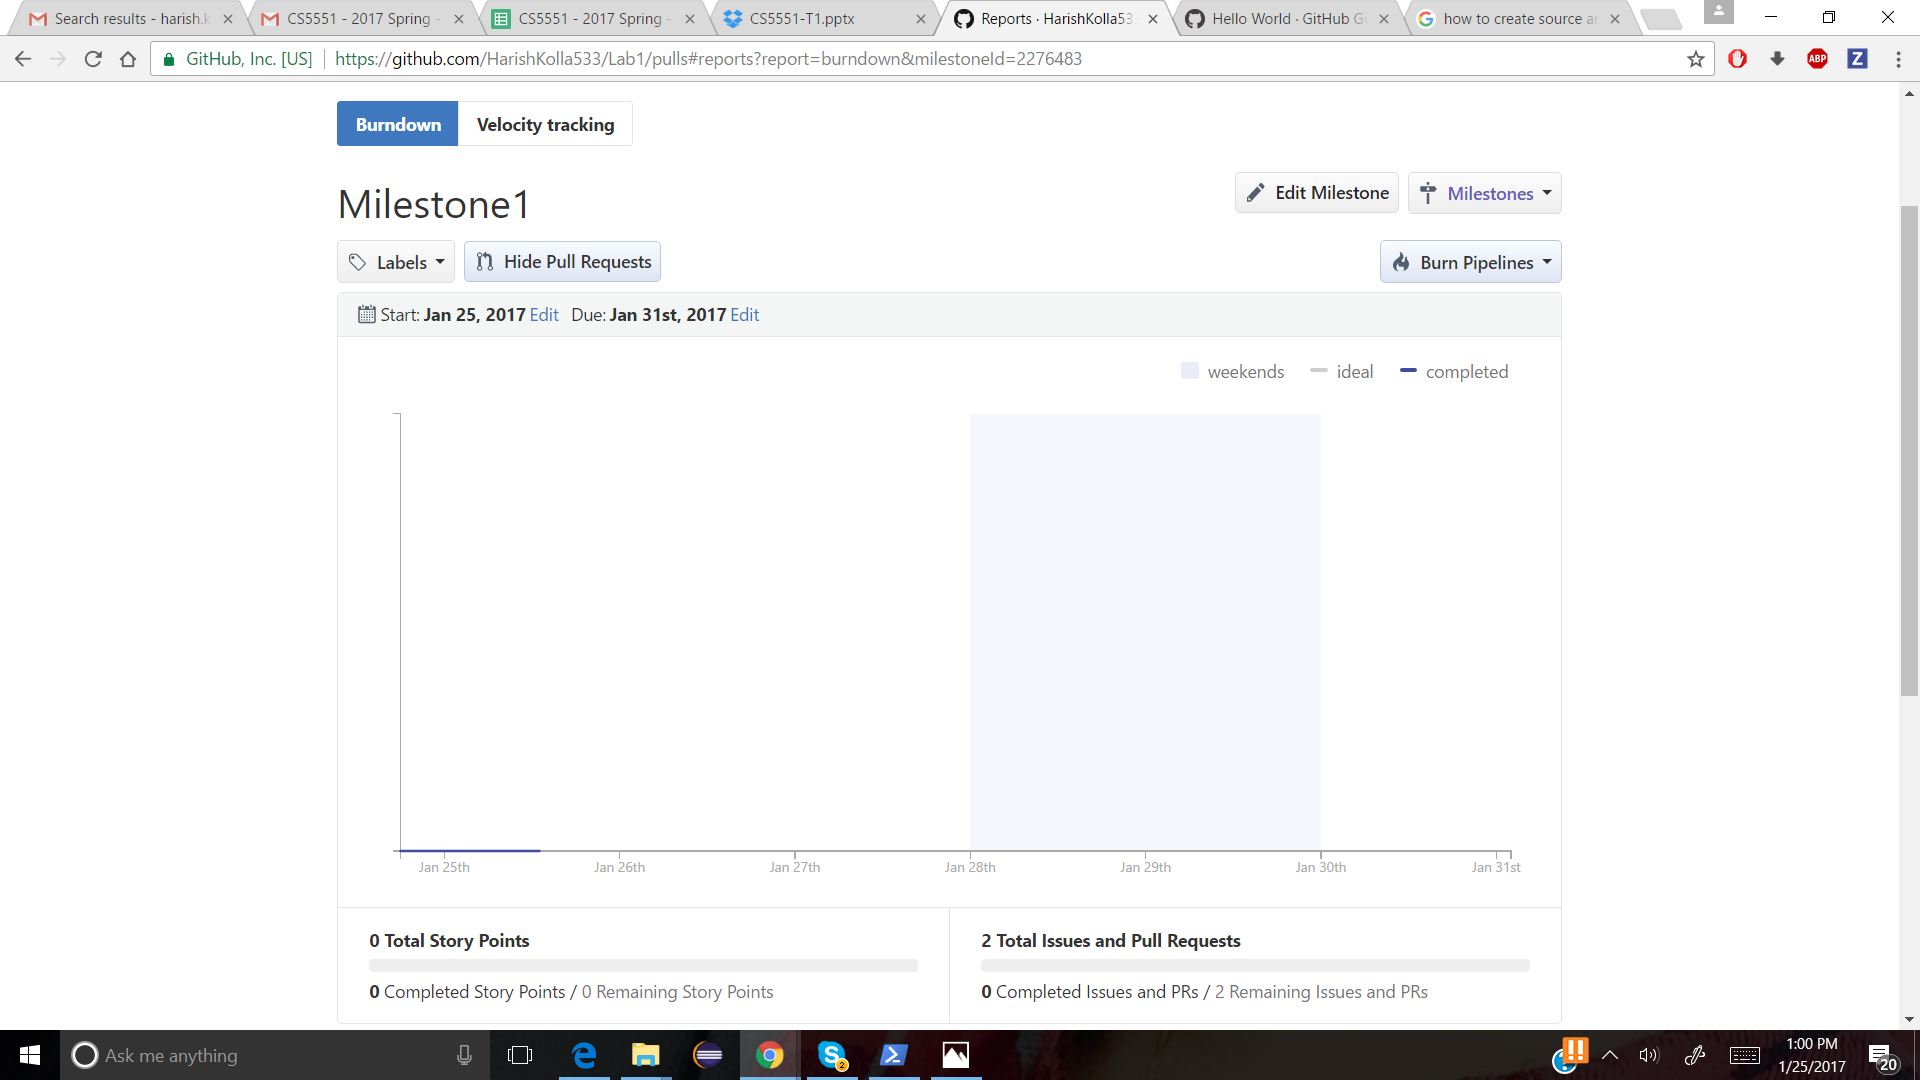 Search results - harish.k
CS5551 - 2017 Spring -
CS5551 - 2017 Spring -
CS5551-T1.pptx
Reports · HarishKolla53
Hello World · GitHub Gu
how to create source an
GitHub, Inc. [US]
https://github.com/HarishKolla533/Lab1/pulls#reports?report=burndown&milestoneId=2276483
ABP
Z
Burndown
Velocity tracking
Milestone1
Edit Milestone
Milestones
Labels
Hide Pull Requests
Burn Pipelines
Start: Jan 25, 2017 Edit Due: Jan 31st, 2017 Edit
weekends
ideal
completed
Jan 25th
Jan 26th
Jan 27th
Jan 28th
Jan 29th
Jan 30th
Jan 31st
0 Total Story Points
0 Completed Story Points / 0 Remaining Story Points
2 Total Issues and Pull Requests
0 Completed Issues and PRs / 2 Remaining Issues and PRs
Ask me anything
2
1:00 PM
1/25/2017
20